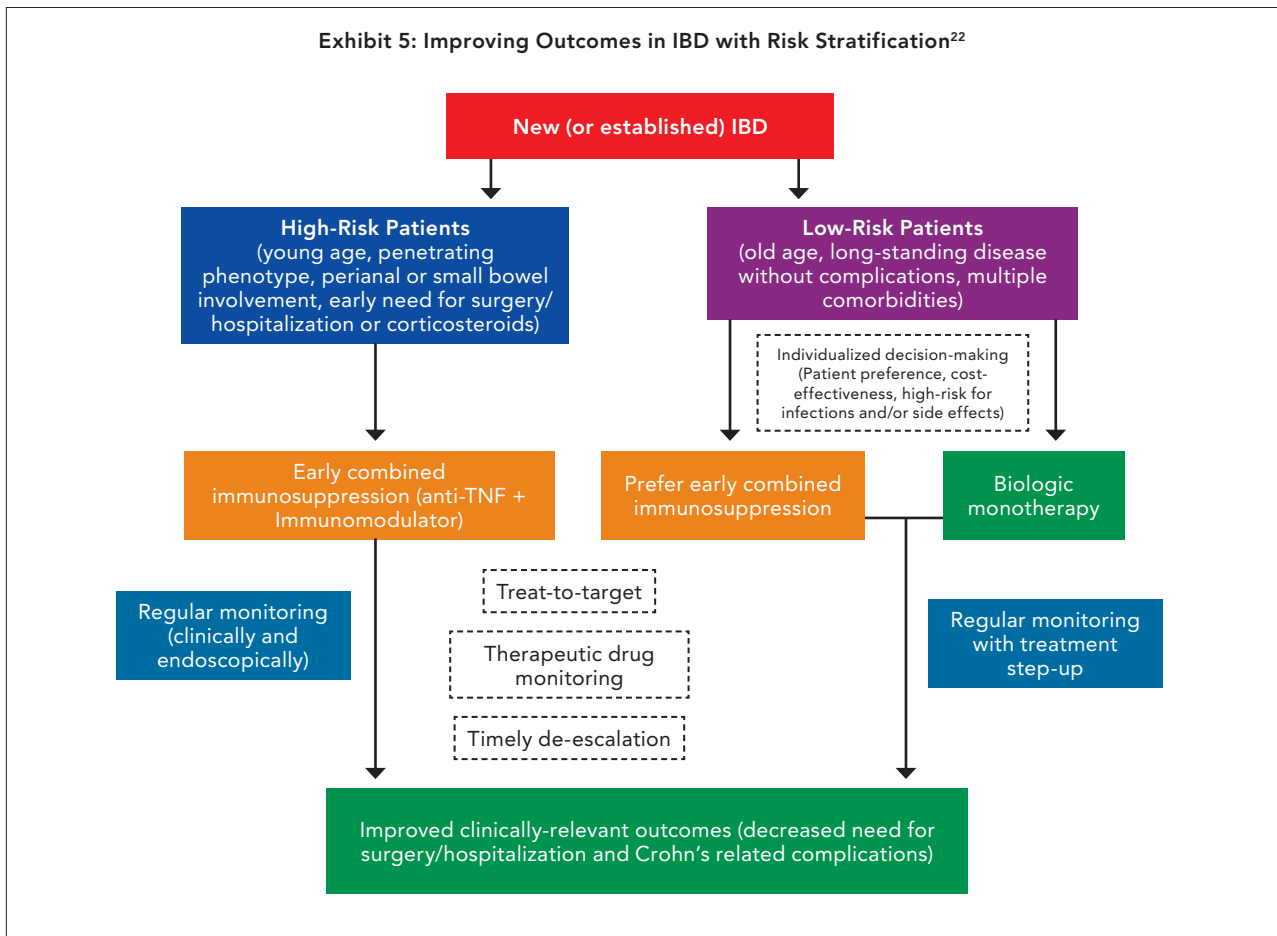 Exhibit 5: Improving Outcomes in IBD with Risk Stratification22
New (or established) IBD
High-Risk Patients
(young age, penetrating
phenotype, perianal or small bowel
involvement, early need for surgery/
hospitalization or corticosteroids)
Low-Risk Patients
(old age, long-standing disease
without complications, multiple
comorbidities)
Individualized decision-making
(Patient preference, cost-
effectiveness, high-risk for
infections and/or side effects)
Early combined
immunosuppression (anti-TNF +
Immunomodulator)
Prefer early combined
immunosuppression
Biologic
monotherapy
Regular monitoring
(clinically and
endoscopically)
Treat-to-target
Therapeutic drug
monitoring
Timely de-escalation
Regular monitoring
with treatment
step-up
Improved clinically-relevant outcomes (decreased need for
surgery/hospitalization and Crohn's related complications)